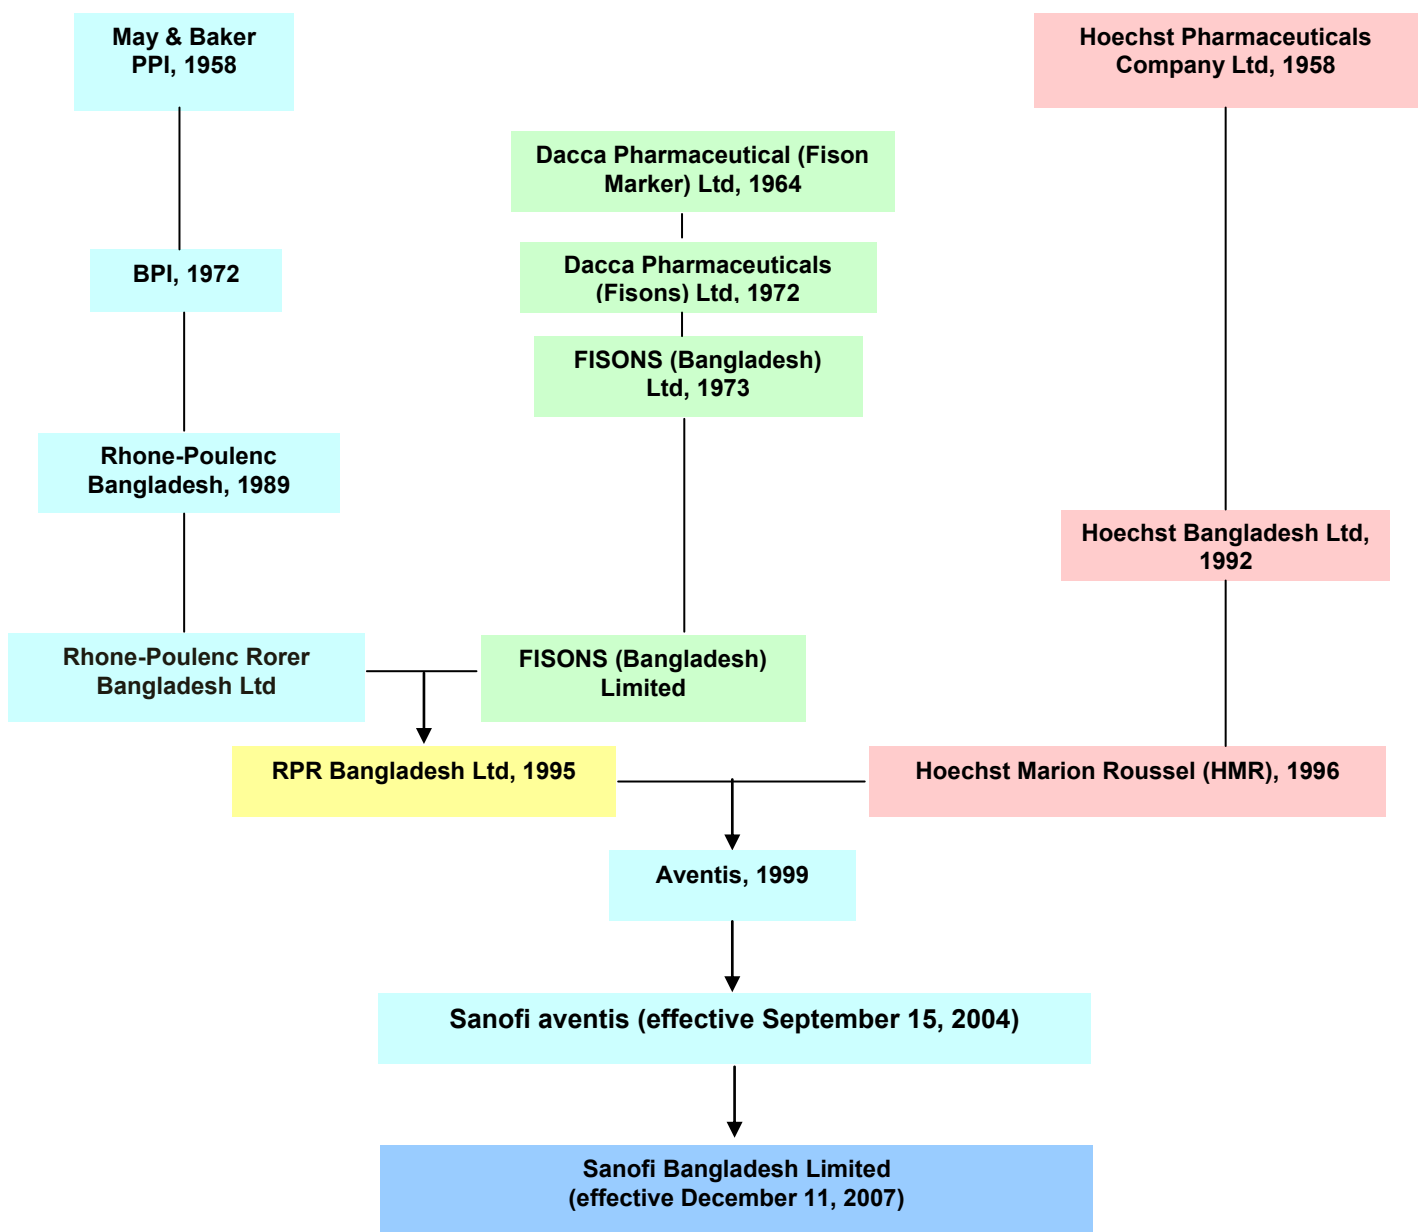 May & Baker
PPI, 1958
Hoechst Pharmaceuticals
Company Ltd, 1958
Dacca Pharmaceutical (Fison
Marker) Ltd, 1964
BPI, 1972
Dacca Pharmaceuticals
(Fisons) Ltd, 1972
FISONS (Bangladesh)
Ltd, 1973
Rhone-Poulenc
Bangladesh, 1989
Hoechst Bangladesh Ltd,
1992
Rhone-Poulenc Rorer
Bangladesh Ltd
FISONS (Bangladesh)
Limited
RPR Bangladesh Ltd, 1995
Hoechst Marion Roussel (HMR), 1996
Aventis, 1999
Sanofi aventis (effective September 15, 2004)
Sanofi Bangladesh Limited
(effective December 11, 2007)